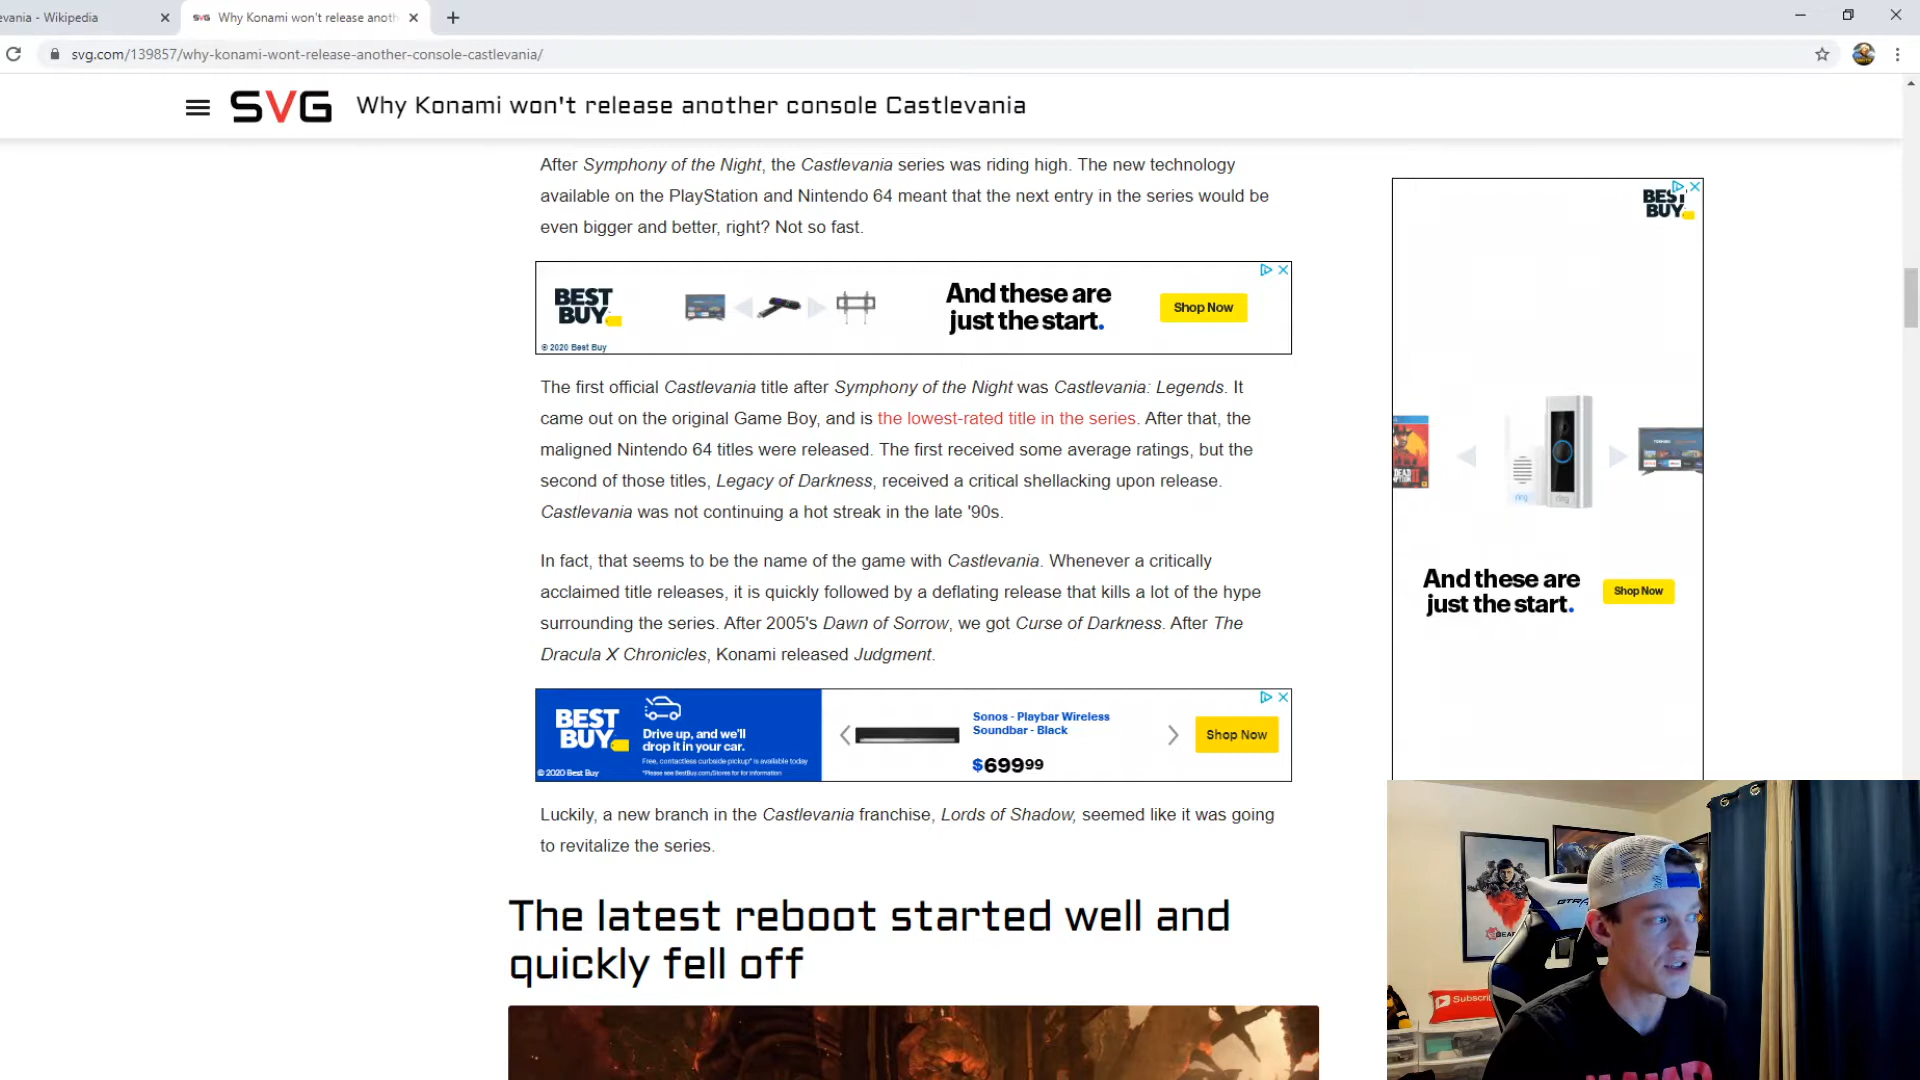 evania - Wikipedia
SVG Why Konami won't release anoth
svg.com/139857/why-konami-wont-release-another-console-castlevania/
SVG Why Konami won't release another console Castlevania
After Symphony of the Night, the Castlevania series was riding high. The new technology
available on the PlayStation and Nintendo 64 meant that the next entry in the series would be
even bigger and better, right? Not so fast.
BEST BUY
And these are
just the start.
Shop Now
© 2020 Best Buy
The first official Castlevania title after Symphony of the Night was Castlevania: Legends. It
came out on the original Game Boy, and is the lowest-rated title in the series. After that, the
maligned Nintendo 64 titles were released. The first received some average ratings, but the
second of those titles, Legacy of Darkness, received a critical shellacking upon release.
Castlevania was not continuing a hot streak in the late '90s.
In fact, that seems to be the name of the game with Castlevania. Whenever a critically
acclaimed title releases, it is quickly followed by a deflating release that kills a lot of the hype
surrounding the series. After 2005's Dawn of Sorrow, we got Curse of Darkness. After The
Dracula X Chronicles, Konami released Judgment.
BEST
BUY
Drive up, and we'll
drop it in your car.
Free, contactless curbside pickup* is available today
*Please see BestBuy.com/Stores for for information
© 2020 Best Buy
Sonos - Playbar Wireless
Soundbar - Black
$69999
Shop Now
Luckily, a new branch in the Castlevania franchise, Lords of Shadow, seemed like it was going
to revitalize the series.
The latest reboot started well and
quickly fell off
BEST
BUY
ring
ring
And these are
just the start.
Shop Now
Subscri